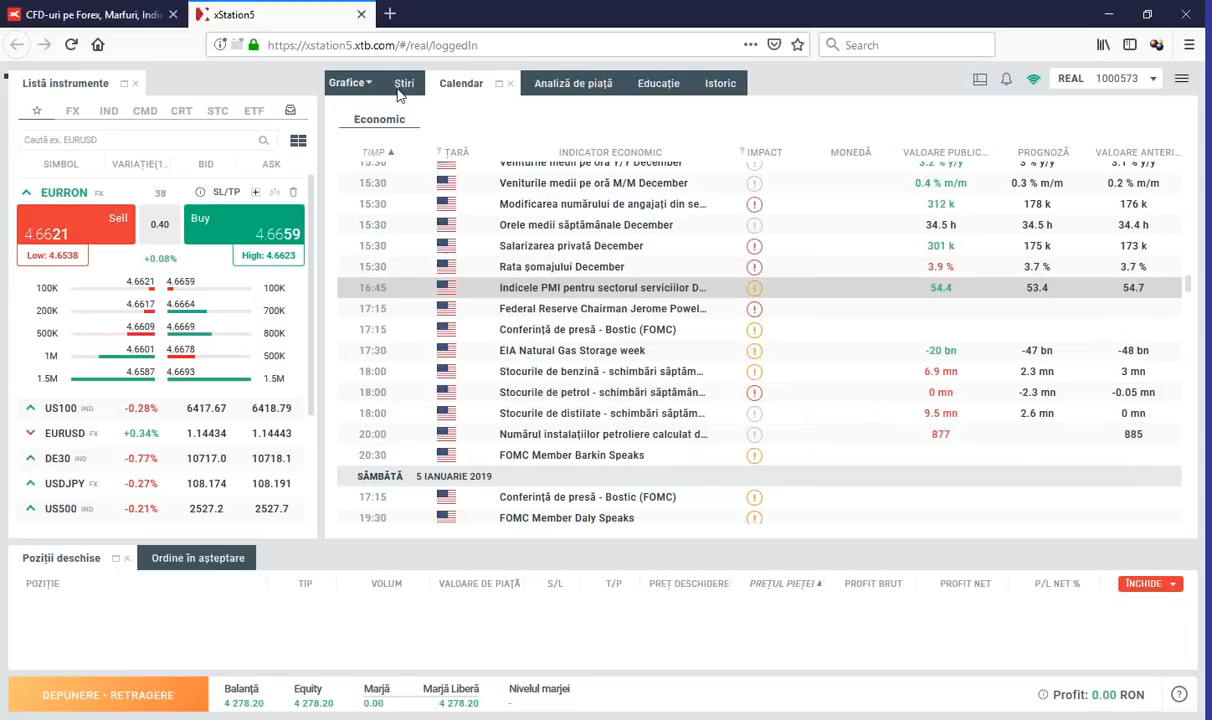 CFD-uri pe Forex, Marfuri, Indi
xStation5
https://xstation5.xtb.com/#/real/loggedIn
Search
Listă instrumente
Grafice
Știri
Calendar
Analiză de piață
Educație
Istoric
REAL 1000573
FX IND CMD CRT STC ETF
Caută ex. EURUSD
SIMBOL VARIAȚIE(1.. BID ASK
EURRON FX 38 SL/TP
Sell 4.6621
0.40
Buy 4.6659
Low: 4.6538
+0.08%
High: 4.6623
100K 4.6621 4.6659 100K
200K 4.6617 4.6664 700K
500K 4.6609 4.6669 800K
1M 4.6601 4.6678 500K
1.5M 4.6587 4.6693 1.5M
US100 IND -0.28% 6417.67 6418.79
EURUSD FX +0.34% 1.14434 1.14443
DE30 IND -0.77% 10717.0 10718.1
USDJPY FX -0.27% 108.174 108.191
US500 IND -0.21% 2527.2 2527.7
Economic
TIMP ▲ ȚARĂ INDICATOR ECONOMIC IMPACT MONEDĂ VALOARE PUBLIC... PROGNOZĂ VALOARE ANTERI...
15:30 Veniturile medii pe oră Y/Y December 3.2 % y/y 3 % y/y 3.1 % y/y
15:30 Veniturile medii pe oră M/M December 0.4 % m/m 0.3 % m/m 0.2 % m/m
15:30 Modificarea numărului de angajați din se... 312 k 178 k 176 k
15:30 Orele medii săptămânale December 34.5 h 34.5 h 34.4 h
15:30 Salarizarea privată December 301 k 175 k 173 k
15:30 Rata șomajului December 3.9 % 3.7 % 3.7 %
16:45 Indicele PMI pentru sectorul serviciilor D... 54.4 53.4 54.7
17:15 Federal Reserve Chairman Jerome Powel...
17:15 Conferință de presă - Bostic (FOMC)
17:30 EIA Natural Gas Storage week -20 bn -47 bn -48 bn
18:00 Stocurile de benzină - schimbări săptăm... 6.9 mn 2.3 mn 3 mn
18:00 Stocurile de petrol - schimbări săptămân... 0 mn -2.3 mn -0.05 mn
18:00 Stocurile de distilate - schimbări săptăm... 9.5 mn 2.6 mn 0 mn
20:00 Numărul instalațiilor petroliere calculat d... 877 885
20:30 FOMC Member Barkin Speaks
SÂMBĂTĂ 5 IANUARIE 2019
17:15 Conferință de presă - Bostic (FOMC)
19:30 FOMC Member Daly Speaks
Poziții deschise
Ordine în așteptare
POZIȚIE TIP VOLUM VALOARE DE PIAȚĂ S/L T/P PREȚ DESCHIDERE PREȚUL PIEȚEI ▲ PROFIT BRUT PROFIT NET P/L NET % ÎNCHIDE
DEPUNERE • RETRAGERE
Balanță Equity Marjă Marjă Liberă Nivelul marjei
4 278.20 4 278.20 0.00 4 278.20 -
Profit: 0.00 RON